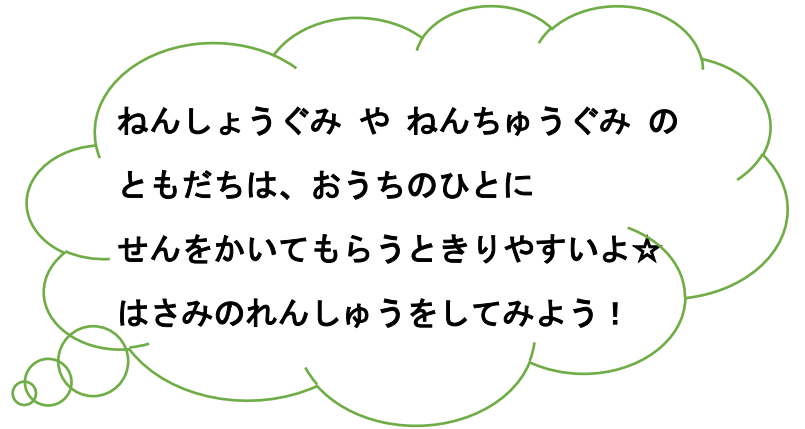 ねんしょうぐみ や ねんちゅうぐみ の
ともだちは、おうちのひとに
せんをかいてもらうときりやすいよ☆
はさみのれんしゅうをしてみよう！